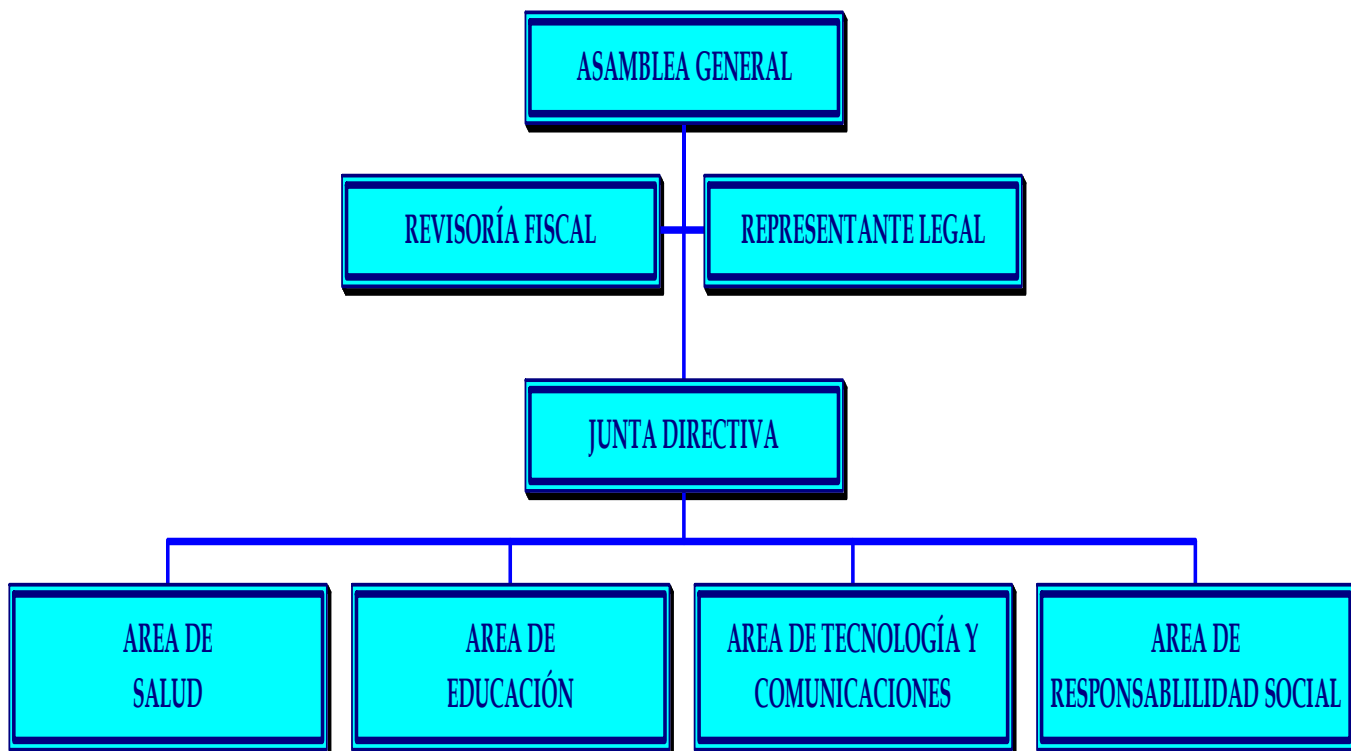 ASAMBLEA GENERAL
REVISORÍA FISCAL
REPRESENTANTE LEGAL
JUNTA DIRECTIVA
AREA DE
SALUD
AREA DE
EDUCACIÓN
AREA DE TECNOLOGÍA Y
COMUNICACIONES
AREA DE
RESPONSABLILIDAD SOCIAL